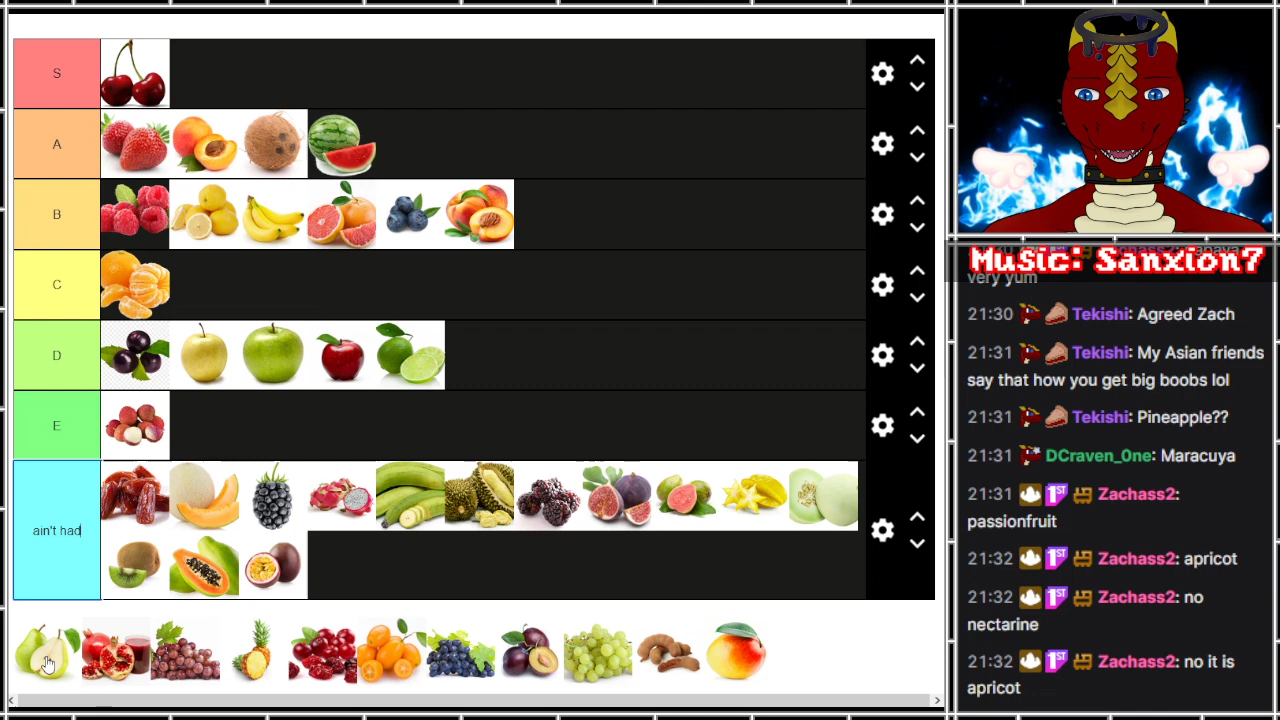 S
A
B
C
D
E
ain't had
Music: Sanxion7
very yum
21:30 Tekishi: Agreed Zach
21:31 Tekishi: My Asian friends
say that how you get big boobs lol
21:31 Tekishi: Pineapple??
21:31 DCraven_0ne: Maracuya
21:31 1ST Zachass2:
passionfruit
21:32 1ST Zachass2: apricot
21:32 1ST Zachass2: no
nectarine
21:32 1ST Zachass2: no it is
apricot